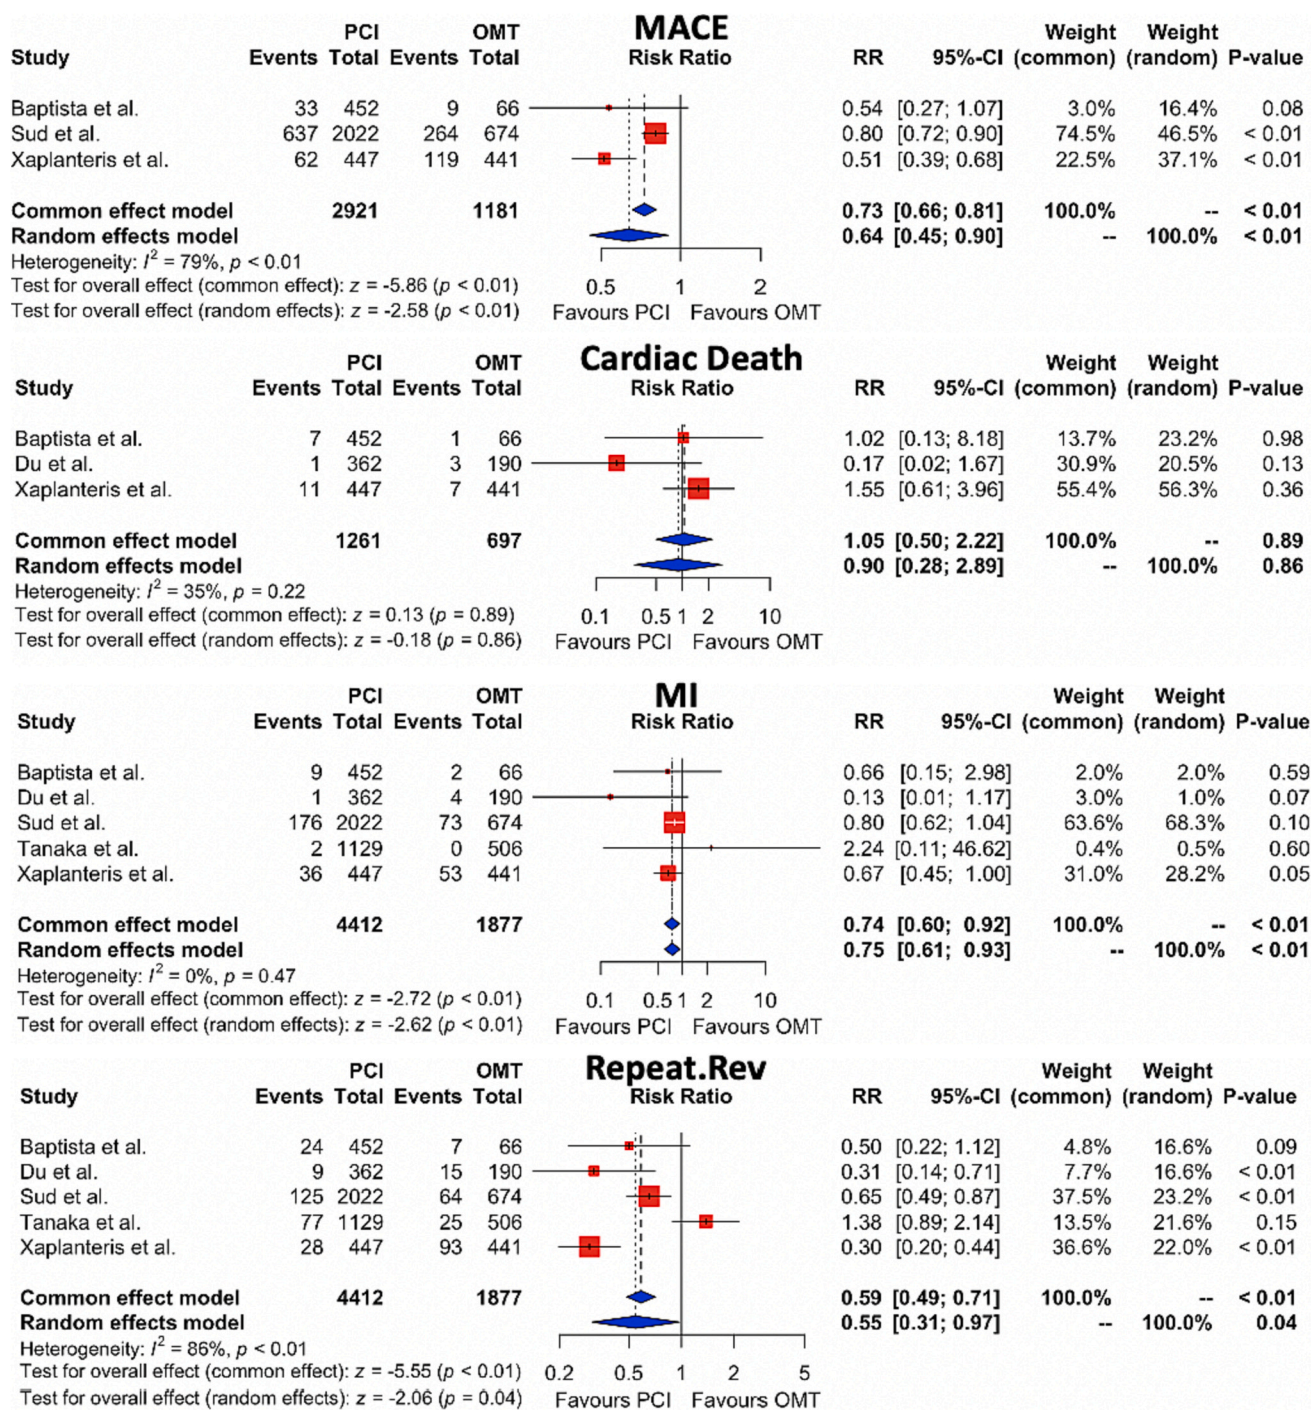 MACE
PCI OMT Weight Weight
Study Events Total Events Total Risk Ratio RR 95%-CI (common) (random) P-value
Baptista et al. 33 452 9 66 0.54 [0.27; 1.07] 3.0% 16.4% 0.08
Sud et al. 637 2022 264 674 0.80 [0.72; 0.90] 74.5% 46.5% < 0.01
Xaplanteris et al. 62 447 119 441 0.51 [0.39; 0.68] 22.5% 37.1% < 0.01
Common effect model 2921 1181 0.73 [0.66; 0.81] 100.0% -- < 0.01
Random effects model 0.64 [0.45; 0.90] -- 100.0% < 0.01
Heterogeneity: I² = 79%, p < 0.01
Test for overall effect (common effect): z = -5.86 (p < 0.01) 0.5 1 2
Test for overall effect (random effects): z = -2.58 (p < 0.01) Favours PCI Favours OMT
Cardiac Death
PCI OMT Weight Weight
Study Events Total Events Total Risk Ratio RR 95%-CI (common) (random) P-value
Baptista et al. 7 452 1 66 1.02 [0.13; 8.18] 13.7% 23.2% 0.98
Du et al. 1 362 3 190 0.17 [0.02; 1.67] 30.9% 20.5% 0.13
Xaplanteris et al. 11 447 7 441 1.55 [0.61; 3.96] 55.4% 56.3% 0.36
Common effect model 1261 697 1.05 [0.50; 2.22] 100.0% -- 0.89
Random effects model 0.90 [0.28; 2.89] -- 100.0% 0.86
Heterogeneity: I² = 35%, p = 0.22
Test for overall effect (common effect): z = 0.13 (p = 0.89) 0.1 0.5 1 2 10
Test for overall effect (random effects): z = -0.18 (p = 0.86) Favours PCI Favours OMT
MI
PCI OMT Weight Weight
Study Events Total Events Total Risk Ratio RR 95%-CI (common) (random) P-value
Baptista et al. 9 452 2 66 0.66 [0.15; 2.98] 2.0% 2.0% 0.59
Du et al. 1 362 4 190 0.13 [0.01; 1.17] 3.0% 1.0% 0.07
Sud et al. 176 2022 73 674 0.80 [0.62; 1.04] 63.6% 68.3% 0.10
Tanaka et al. 2 1129 0 506 2.24 [0.11; 46.62] 0.4% 0.5% 0.60
Xaplanteris et al. 36 447 53 441 0.67 [0.45; 1.00] 31.0% 28.2% 0.05
Common effect model 4412 1877 0.74 [0.60; 0.92] 100.0% -- < 0.01
Random effects model 0.75 [0.61; 0.93] -- 100.0% < 0.01
Heterogeneity: I² = 0%, p = 0.47
Test for overall effect (common effect): z = -2.72 (p < 0.01) 0.1 0.5 1 2 10
Test for overall effect (random effects): z = -2.62 (p < 0.01) Favours PCI Favours OMT
Repeat.Rev
PCI OMT Weight Weight
Study Events Total Events Total Risk Ratio RR 95%-CI (common) (random) P-value
Baptista et al. 24 452 7 66 0.50 [0.22; 1.12] 4.8% 16.6% 0.09
Du et al. 9 362 15 190 0.31 [0.14; 0.71] 7.7% 16.6% < 0.01
Sud et al. 125 2022 64 674 0.65 [0.49; 0.87] 37.5% 23.2% < 0.01
Tanaka et al. 77 1129 25 506 1.38 [0.89; 2.14] 13.5% 21.6% 0.15
Xaplanteris et al. 28 447 93 441 0.30 [0.20; 0.44] 36.6% 22.0% < 0.01
Common effect model 4412 1877 0.59 [0.49; 0.71] 100.0% -- < 0.01
Random effects model 0.55 [0.31; 0.97] -- 100.0% 0.04
Heterogeneity: I² = 86%, p < 0.01
Test for overall effect (common effect): z = -5.55 (p < 0.01) 0.2 0.5 1 2 5
Test for overall effect (random effects): z = -2.06 (p = 0.04) Favours PCI Favours OMT